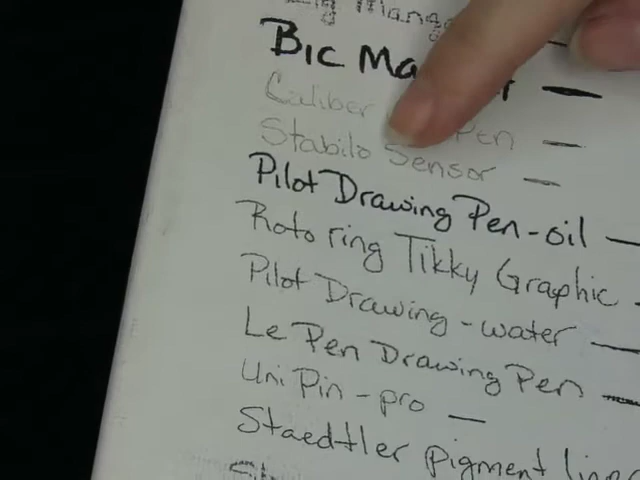 Bic
Caliber Pen
Stabilo Sensor
Pilot Drawing Pen-oil
Rotoring Tikky Graphic
Pilot Drawing-water
Le Pen Drawing Pen
Uni Pin-pro
Staedtler pigment